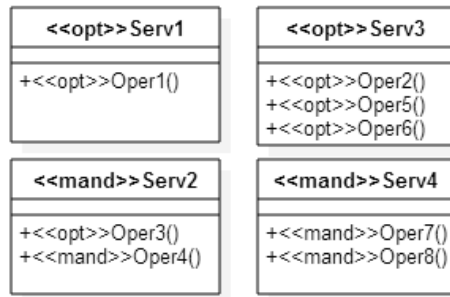 <<opt>>Serv1
+<<opt>>Oper1()
<<opt>>Serv3
+<<opt>>Oper2()
+<<opt>>Oper5()
+<<opt>>Oper6()
<<mand>>Serv2
+<<opt>>Oper3()
+<<mand>>Oper4()
<<mand>>Serv4
+<<mand>>Oper7()
+<<mand>>Oper8()